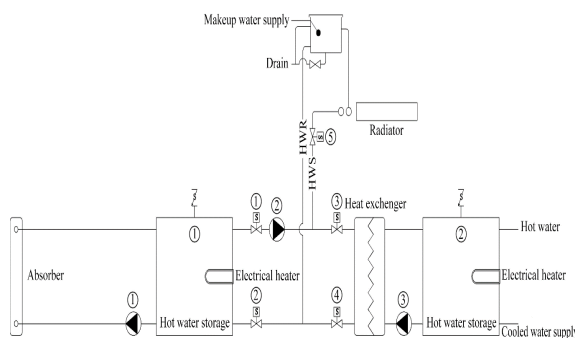 Makeup water supply
Drain
Radiator
HWR
HWS
S
5
1
2
3
Heat exchenger
S
S
1
2
Hot water
Absorber
Electrical heater
Electrical heater
1
2
4
3
S
S
Hot water storage
Hot water storage
Cooled water supply